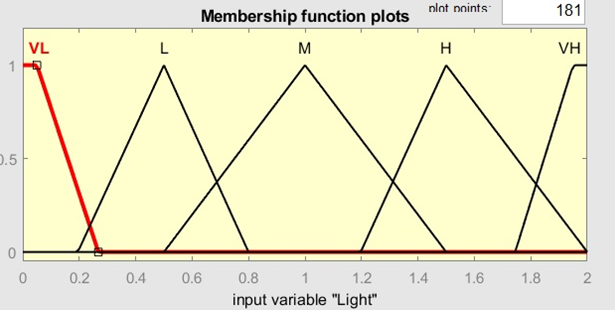 Membership function plots
plot points:
181
VL
L
M
H
VH
1
0.5
0
0
0.2
0.4
0.6
0.8
1
1.2
1.4
1.6
1.8
2
input variable "Light"